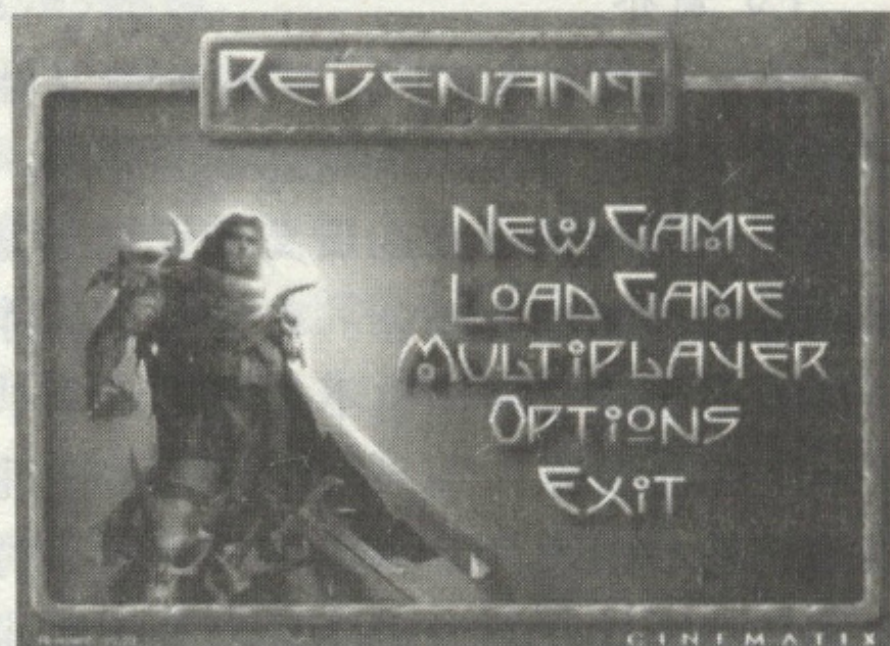 REVENANT
NEW GAME
LOAD GAME
MULTIPLAYER
OPTIONS
EXIT
CINEMATIX